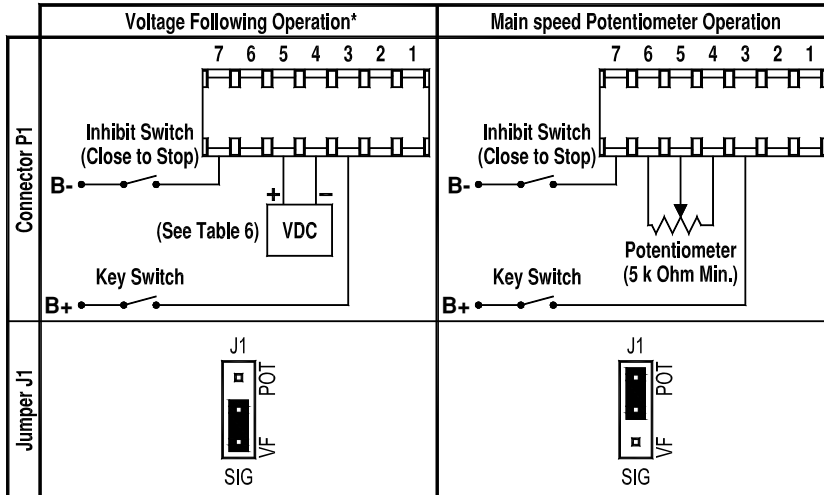 Voltage Following Operation*
Main speed Potentiometer Operation
Connector P1
7 6 5 4 3 2 1
Inhibit Switch
(Close to Stop)
B-
+ −
(See Table 6)
VDC
Key Switch
B+
7 6 5 4 3 2 1
Inhibit Switch
(Close to Stop)
B-
Potentiometer
(5 k Ohm Min.)
Key Switch
B+
Jumper J1
J1
POT
VF
SIG
J1
POT
VF
SIG